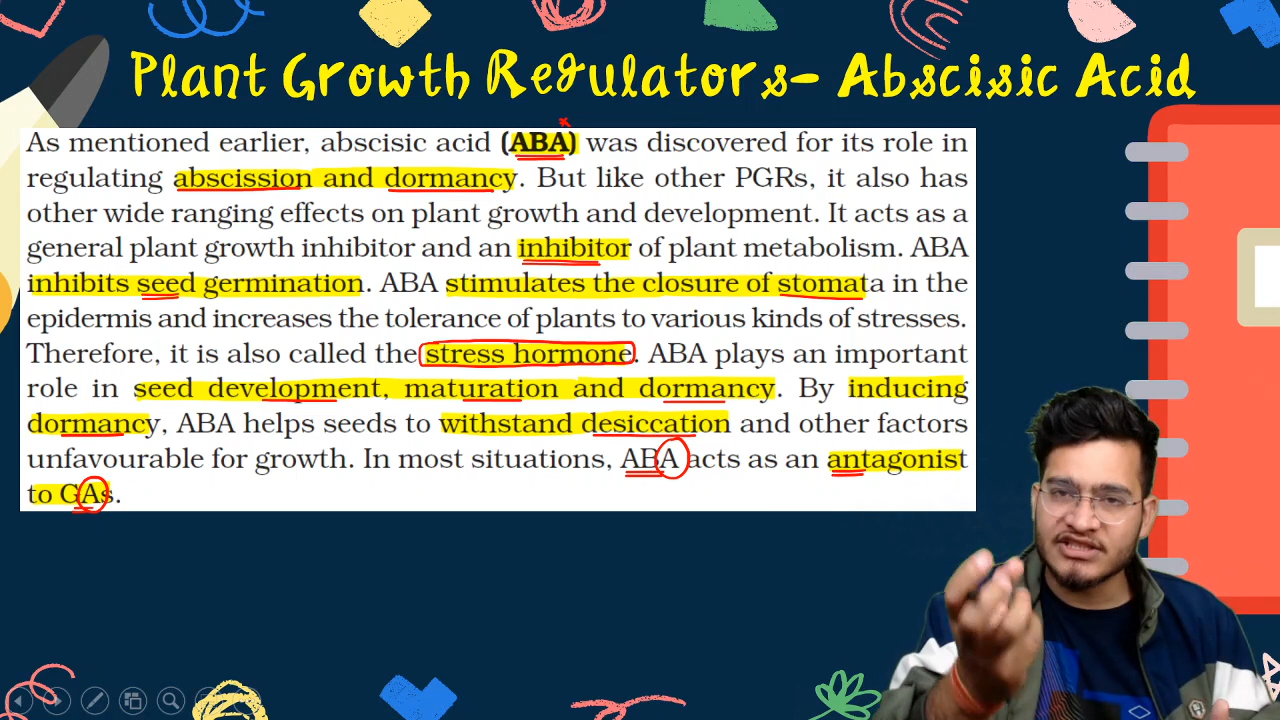 Plant Growth Regulators- Abscisic Acid
As mentioned earlier, abscisic acid (ABA) was discovered for its role in
regulating abscission and dormancy. But like other PGRs, it also has
other wide ranging effects on plant growth and development. It acts as a
general plant growth inhibitor and an inhibitor of plant metabolism. ABA
inhibits seed germination. ABA stimulates the closure of stomata in the
epidermis and increases the tolerance of plants to various kinds of stresses.
Therefore, it is also called the stress hormone. ABA plays an important
role in seed development, maturation and dormancy. By inducing
dormancy, ABA helps seeds to withstand desiccation and other factors
unfavourable for growth. In most situations, ABA acts as an antagonist
to GAs.